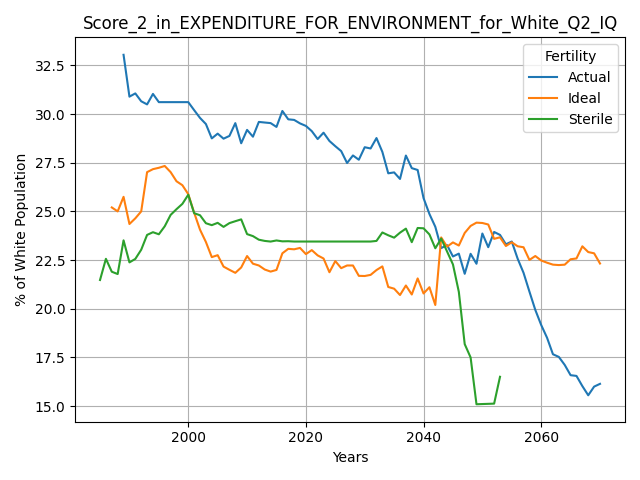 Score_2_in_EXPENDITURE_FOR_ENVIRONMENT_for_White_Q2_IQ
Fertility
Actual
Ideal
Sterile
% of White Population
32.5
30.0
27.5
25.0
22.5
20.0
17.5
15.0
2000
2020
2040
2060
Years